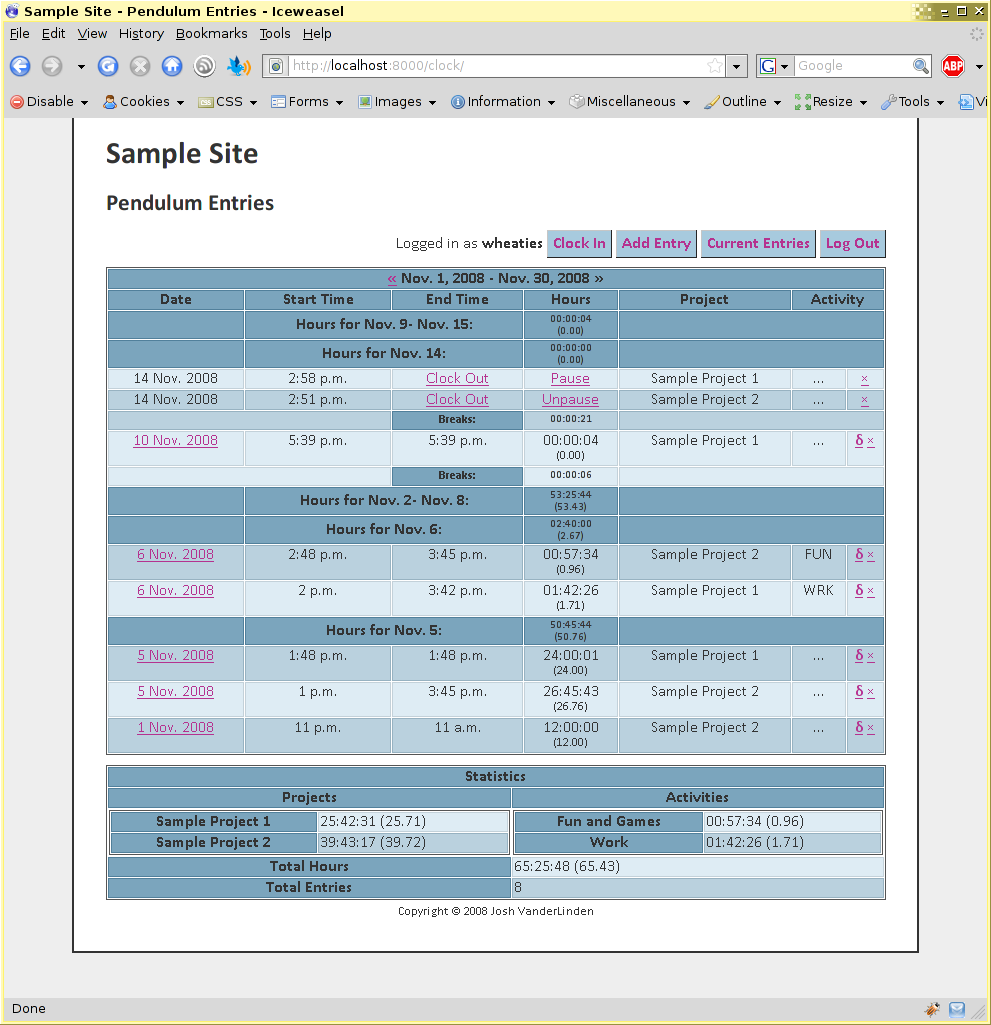 Sample Site - Pendulum Entries - Iceweasel
File Edit View History Bookmarks Tools Help
http://localhost:8000/clock/ G Google ABP
Disable Cookies CSS Forms Images Information Miscellaneous Outline Resize Tools Vi
Sample Site
Pendulum Entries
Logged in as wheaties Clock In Add Entry Current Entries Log Out
« Nov. 1, 2008 - Nov. 30, 2008 »
Date Start Time End Time Hours Project Activity
Hours for Nov. 9- Nov. 15: 00:00:04
(0.00)
Hours for Nov. 14: 00:00:00
(0.00)
14 Nov. 2008 2:58 p.m. Clock Out Pause Sample Project 1 ... ×
14 Nov. 2008 2:51 p.m. Clock Out Unpause Sample Project 2 ... ×
Breaks: 00:00:21
10 Nov. 2008 5:39 p.m. 5:39 p.m. 00:00:04 Sample Project 1 ... δ ×
(0.00)
Breaks: 00:00:06
Hours for Nov. 2- Nov. 8: 53:25:44
(53.43)
Hours for Nov. 6: 02:40:00
(2.67)
6 Nov. 2008 2:48 p.m. 3:45 p.m. 00:57:34 Sample Project 2 FUN δ ×
(0.96)
6 Nov. 2008 2 p.m. 3:42 p.m. 01:42:26 Sample Project 1 WRK δ ×
(1.71)
Hours for Nov. 5: 50:45:44
(50.76)
5 Nov. 2008 1:48 p.m. 1:48 p.m. 24:00:01 Sample Project 1 ... δ ×
(24.00)
5 Nov. 2008 1 p.m. 3:45 p.m. 26:45:43 Sample Project 2 ... δ ×
(26.76)
1 Nov. 2008 11 p.m. 11 a.m. 12:00:00 Sample Project 2 ... δ ×
(12.00)
Statistics
Projects Activities
Sample Project 1 25:42:31 (25.71) Fun and Games 00:57:34 (0.96)
Sample Project 2 39:43:17 (39.72) Work 01:42:26 (1.71)
Total Hours 65:25:48 (65.43)
Total Entries 8
Copyright © 2008 Josh VanderLinden
Done